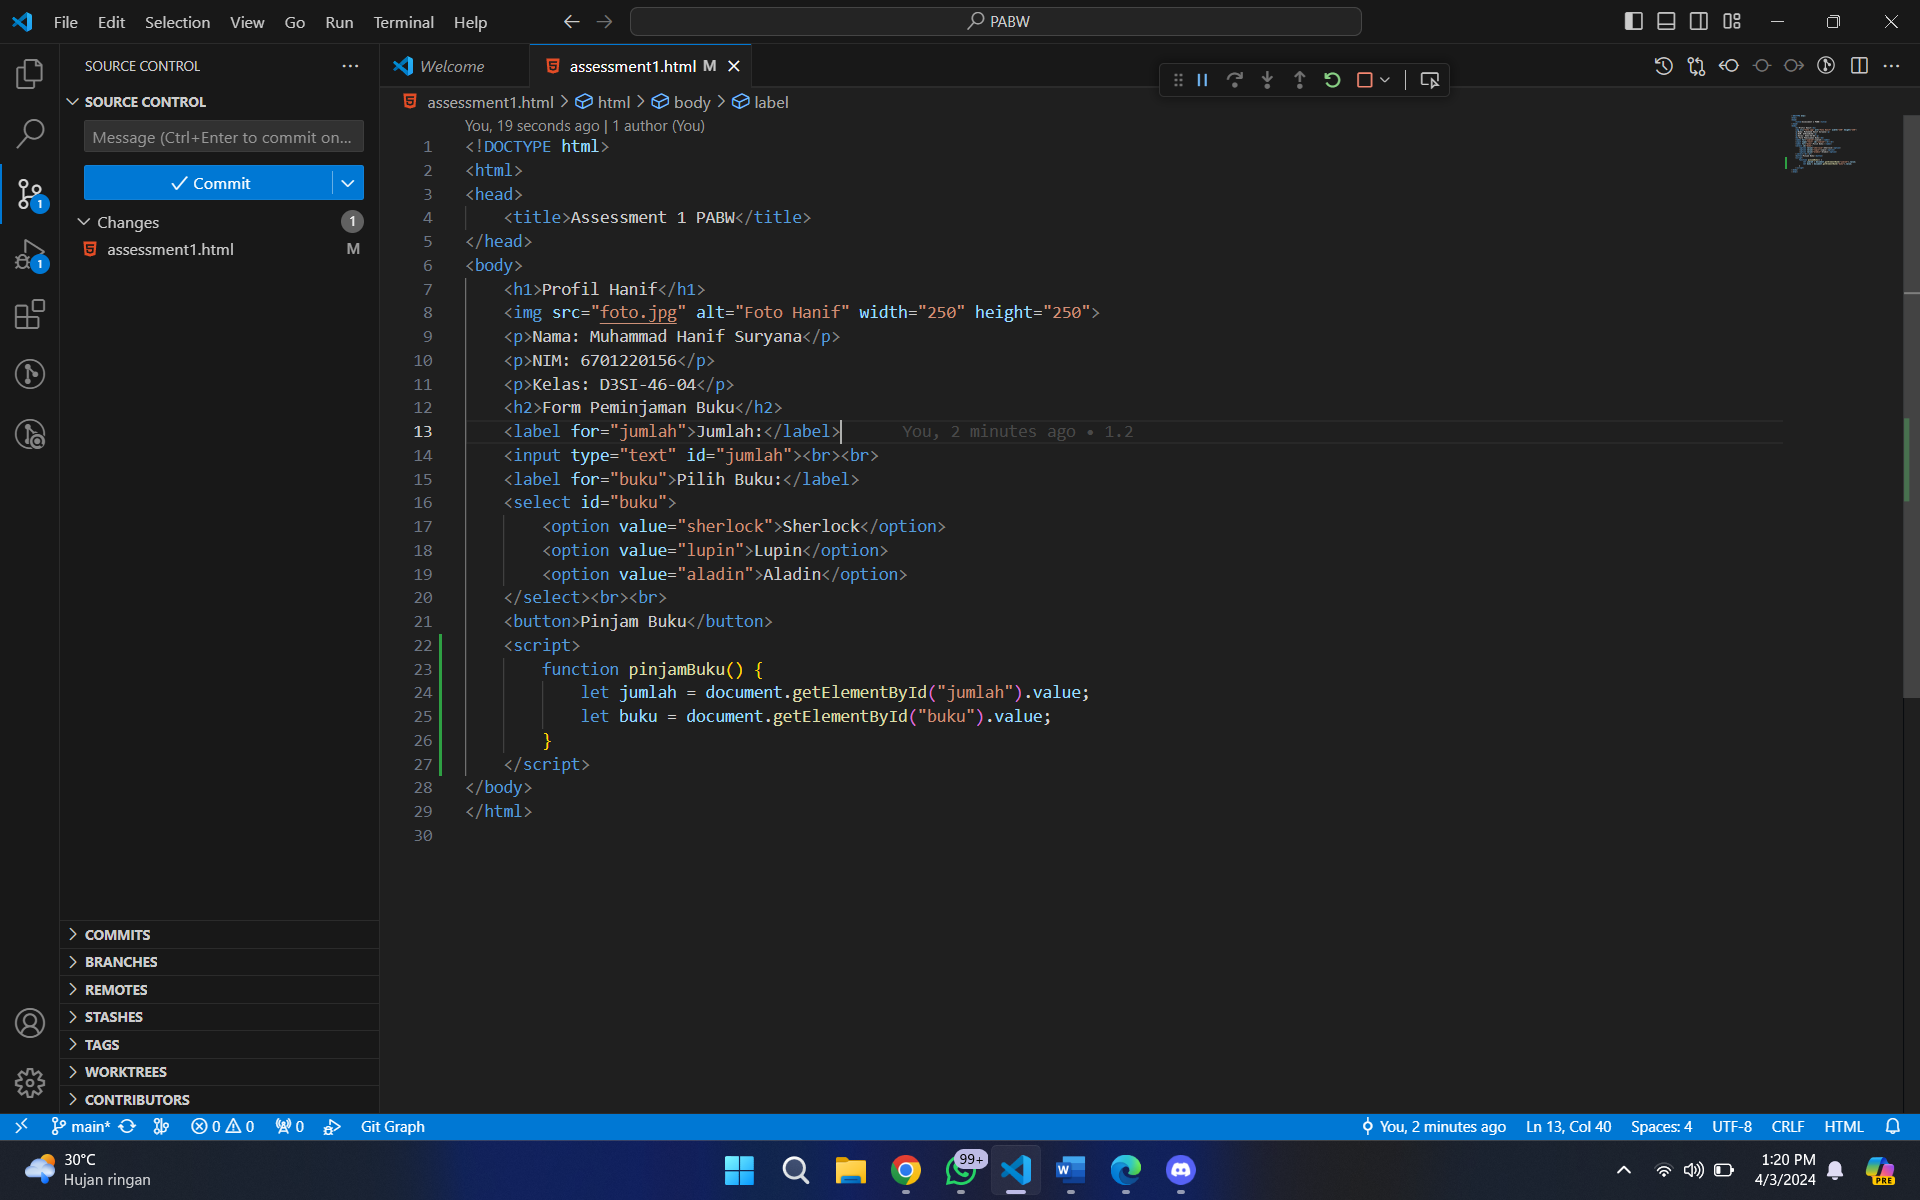 File Edit Selection View Go Run Terminal Help
PABW
SOURCE CONTROL
Welcome
assessment1.html M
SOURCE CONTROL
assessment1.html > html > body > label
Message (Ctrl+Enter to commit on...
Commit
1
Changes 1
assessment1.html M
1
You, 19 seconds ago | 1 author (You)
1 <!DOCTYPE html>
2 <html>
3 <head>
4 <title>Assessment 1 PABW</title>
5 </head>
6 <body>
7 <h1>Profil Hanif</h1>
8 <img src="foto.jpg" alt="Foto Hanif" width="250" height="250">
9 <p>Nama: Muhammad Hanif Suryana</p>
10 <p>NIM: 6701220156</p>
11 <p>Kelas: D3SI-46-04</p>
12 <h2>Form Peminjaman Buku</h2>
13 <label for="jumlah">Jumlah:</label> You, 2 minutes ago • 1.2
14 <input type="text" id="jumlah"><br><br>
15 <label for="buku">Pilih Buku:</label>
16 <select id="buku">
17 <option value="sherlock">Sherlock</option>
18 <option value="lupin">Lupin</option>
19 <option value="aladin">Aladin</option>
20 </select><br><br>
21 <button>Pinjam Buku</button>
22 <script>
23 function pinjamBuku() {
24 let jumlah = document.getElementById("jumlah").value;
25 let buku = document.getElementById("buku").value;
26 }
27 </script>
28 </body>
29 </html>
30
COMMITS
BRANCHES
REMOTES
STASHES
TAGS
WORKTREES
CONTRIBUTORS
main* 0 0 0 Git Graph
You, 2 minutes ago Ln 13, Col 40 Spaces: 4 UTF-8 CRLF HTML
30°C
Hujan ringan
99+
1:20 PM
4/3/2024
PRE